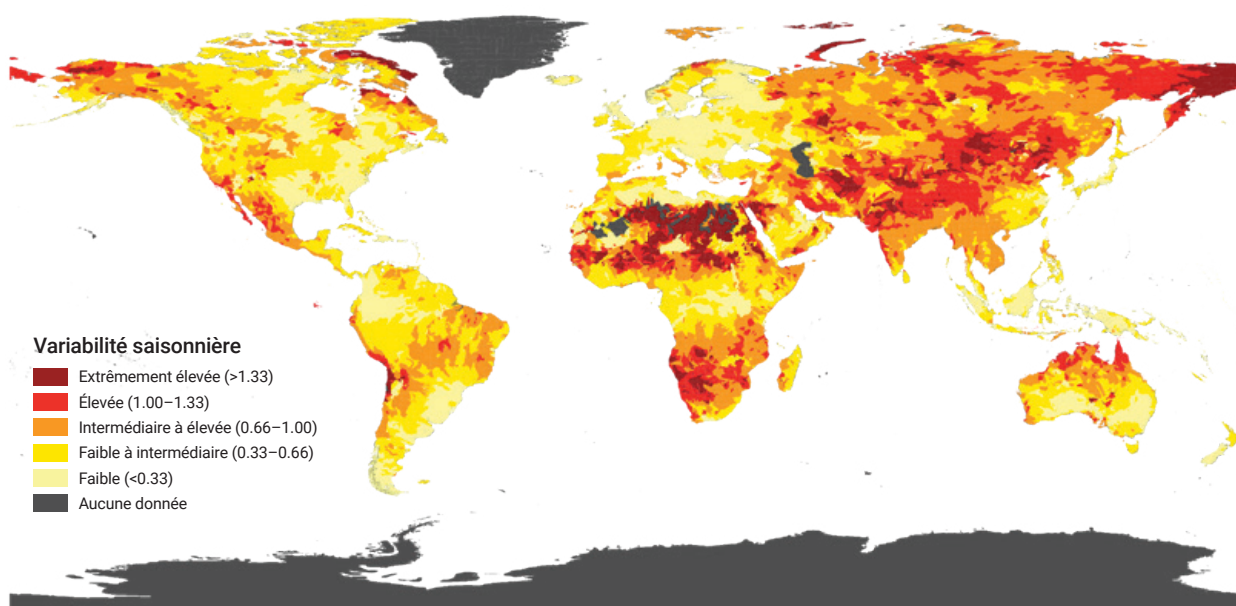 Variabilité saisonnière
Extrêmement élevée (>1.33)
Élevée (1.00–1.33)
Intermédiaire à élevée (0.66–1.00)
Faible à intermédiaire (0.33–0.66)
Faible (<0.33)
Aucune donnée